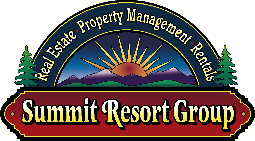 Real Estate Property Management Rentals
Summit Resort Group